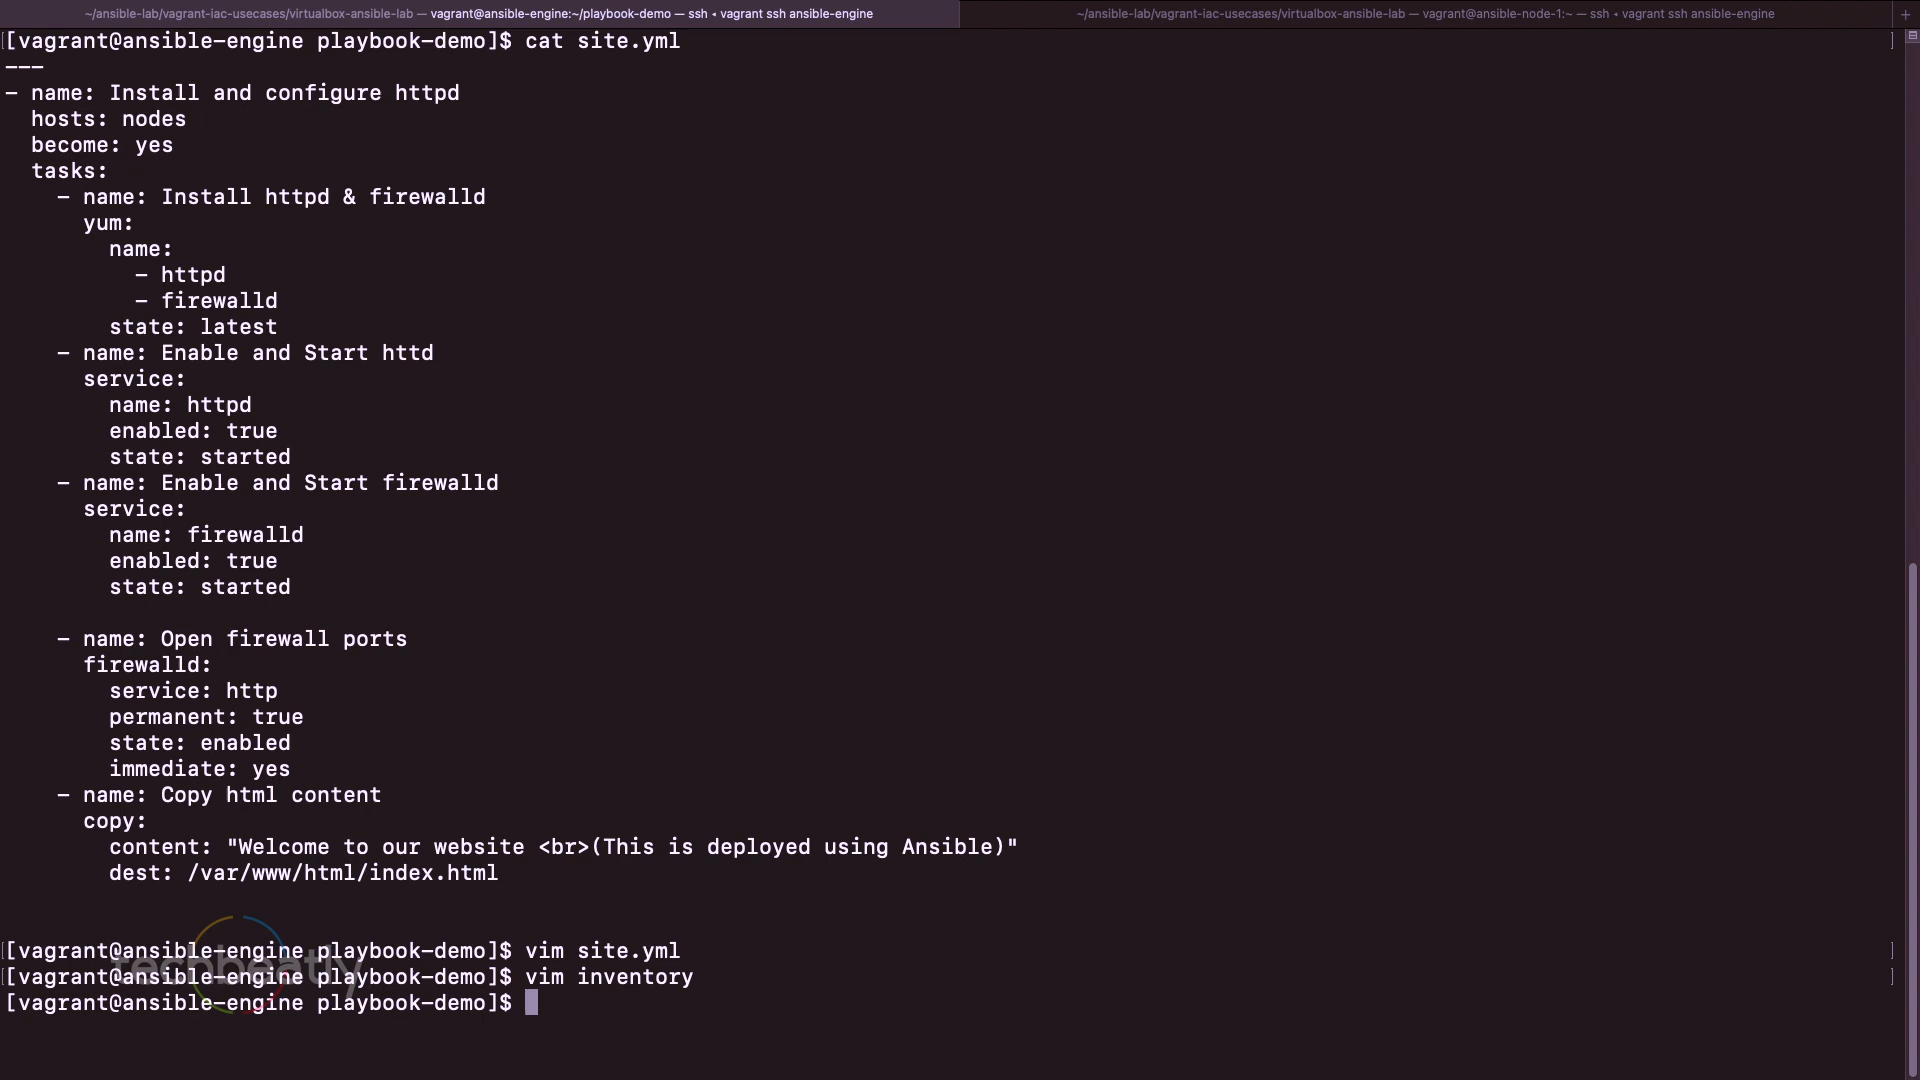 ~/ansible-lab/vagrant-iac-usecases/virtualbox-ansible-lab — vagrant@ansible-engine:~/playbook-demo — ssh ◂ vagrant ssh ansible-engine
~/ansible-lab/vagrant-iac-usecases/virtualbox-ansible-lab — vagrant@ansible-node-1:~ — ssh ◂ vagrant ssh ansible-engine
[vagrant@ansible-engine playbook-demo]$ cat site.yml
---
- name: Install and configure httpd
  hosts: nodes
  become: yes
  tasks:
    - name: Install httpd & firewalld
      yum:
        name:
          - httpd
          - firewalld
        state: latest
    - name: Enable and Start httd
      service:
        name: httpd
        enabled: true
        state: started
    - name: Enable and Start firewalld
      service:
        name: firewalld
        enabled: true
        state: started
    - name: Open firewall ports
      firewalld:
        service: http
        permanent: true
        state: enabled
        immediate: yes
    - name: Copy html content
      copy:
        content: "Welcome to our website <br>(This is deployed using Ansible)"
        dest: /var/www/html/index.html
[vagrant@ansible-engine playbook-demo]$ vim site.yml
techbeatly
[vagrant@ansible-engine playbook-demo]$ vim inventory
[vagrant@ansible-engine playbook-demo]$